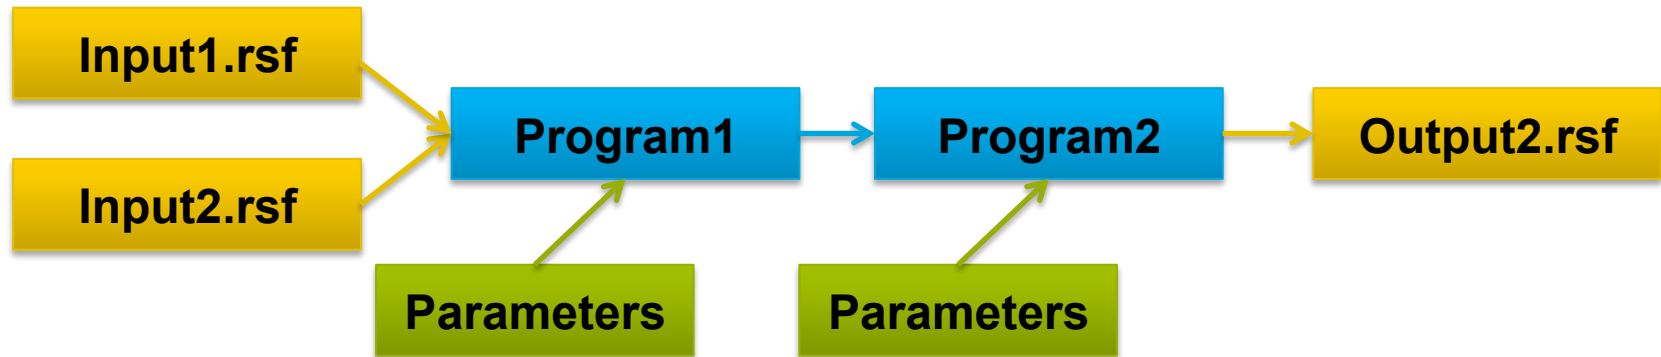 Input1.rsf
Input2.rsf
Program1
Program2
Output2.rsf
Parameters
Parameters